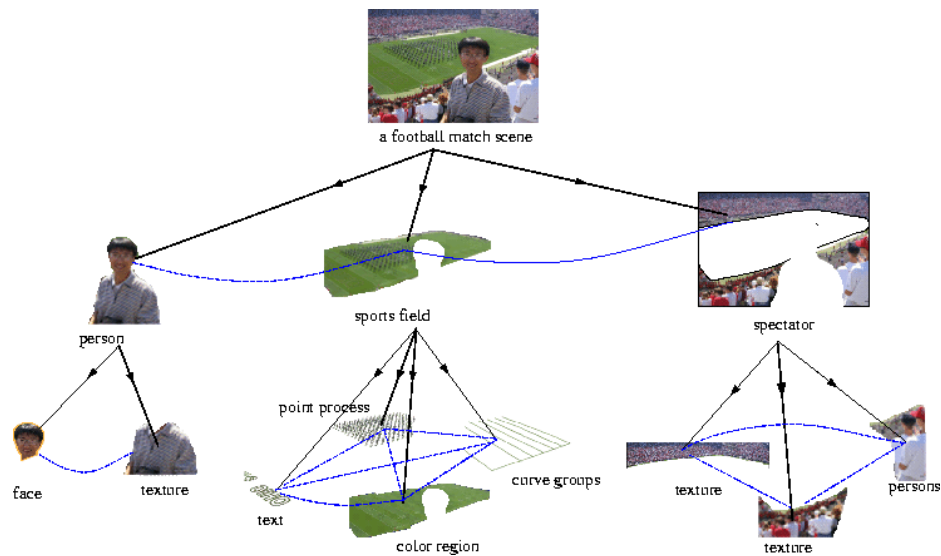 a football match scene
person
sports field
spectator
point process
face
texture
text
curve groups
color region
texture
persons
texture